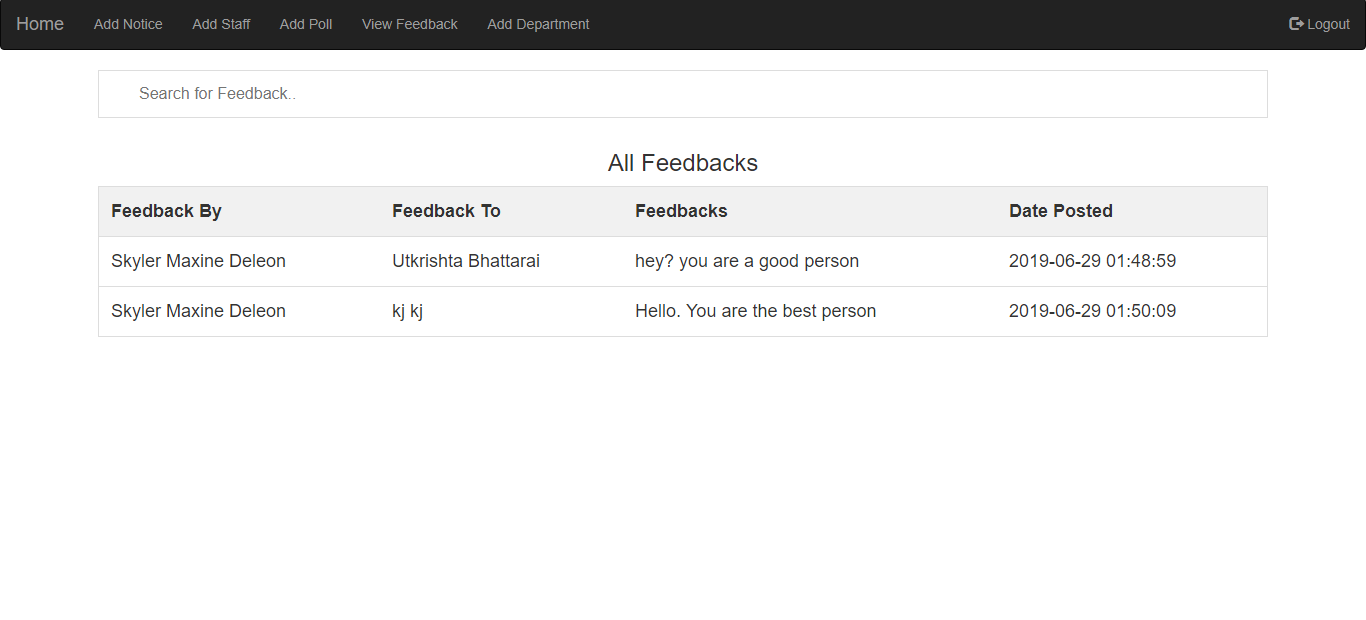 Home Add Notice Add Staff Add Poll View Feedback Add Department Logout
Search for Feedback..
All Feedbacks
Feedback By Feedback To Feedbacks Date Posted
Skyler Maxine Deleon Utkrishta Bhattarai hey? you are a good person 2019-06-29 01:48:59
Skyler Maxine Deleon kj kj Hello. You are the best person 2019-06-29 01:50:09